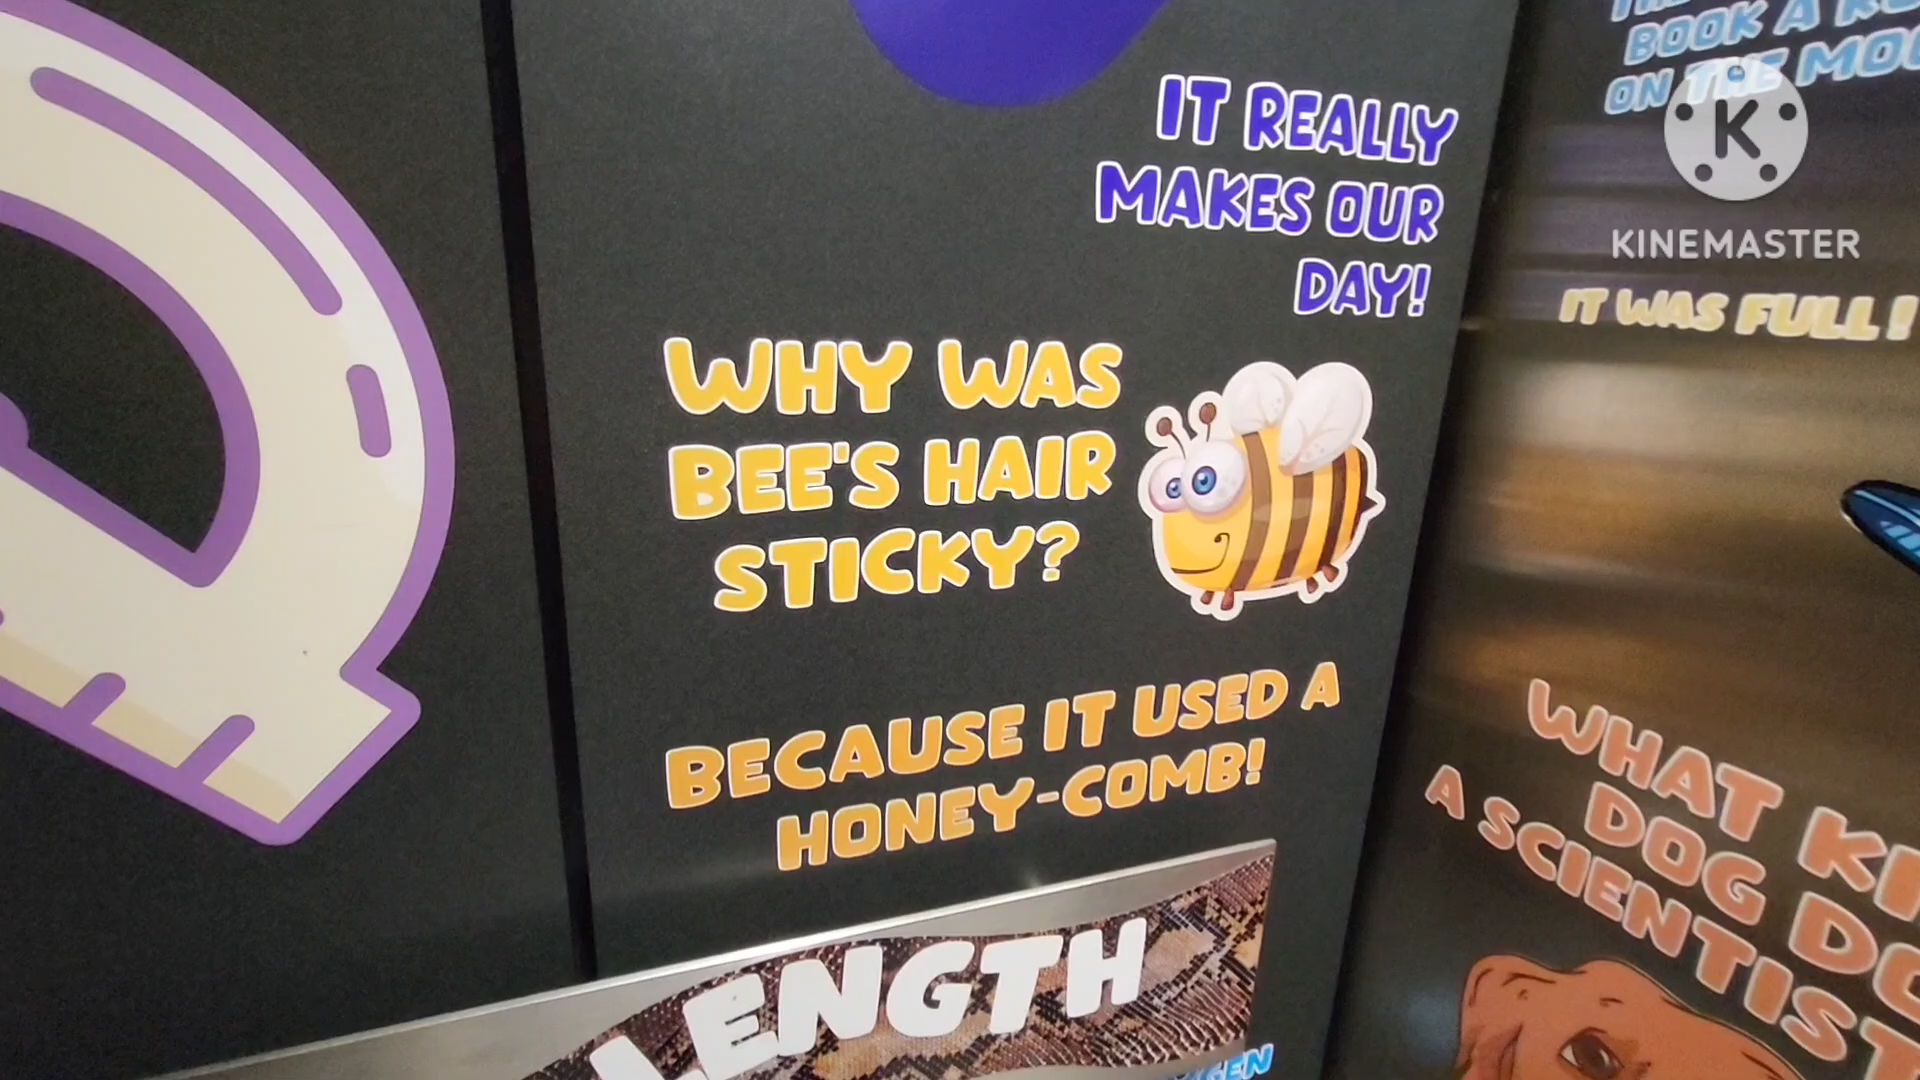 IT REALLY
MAKES OUR
DAY!
WHY WAS
BEE'S HAIR
STICKY?
BECAUSE IT USED A
HONEY-COMB!
LENGTH
BOOK A
ON THE
K
KINEMASTER
IT WAS FULL!
WHAT
DOG
A SCIENTIST